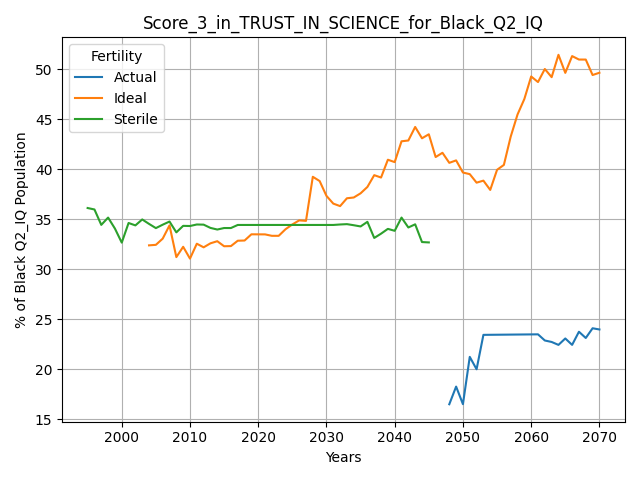 Score_3_in_TRUST_IN_SCIENCE_for_Black_Q2_IQ
Fertility
Actual
Ideal
Sterile
% of Black Q2_IQ Population
50
45
40
35
30
25
20
15
2000 2010 2020 2030 2040 2050 2060 2070
Years